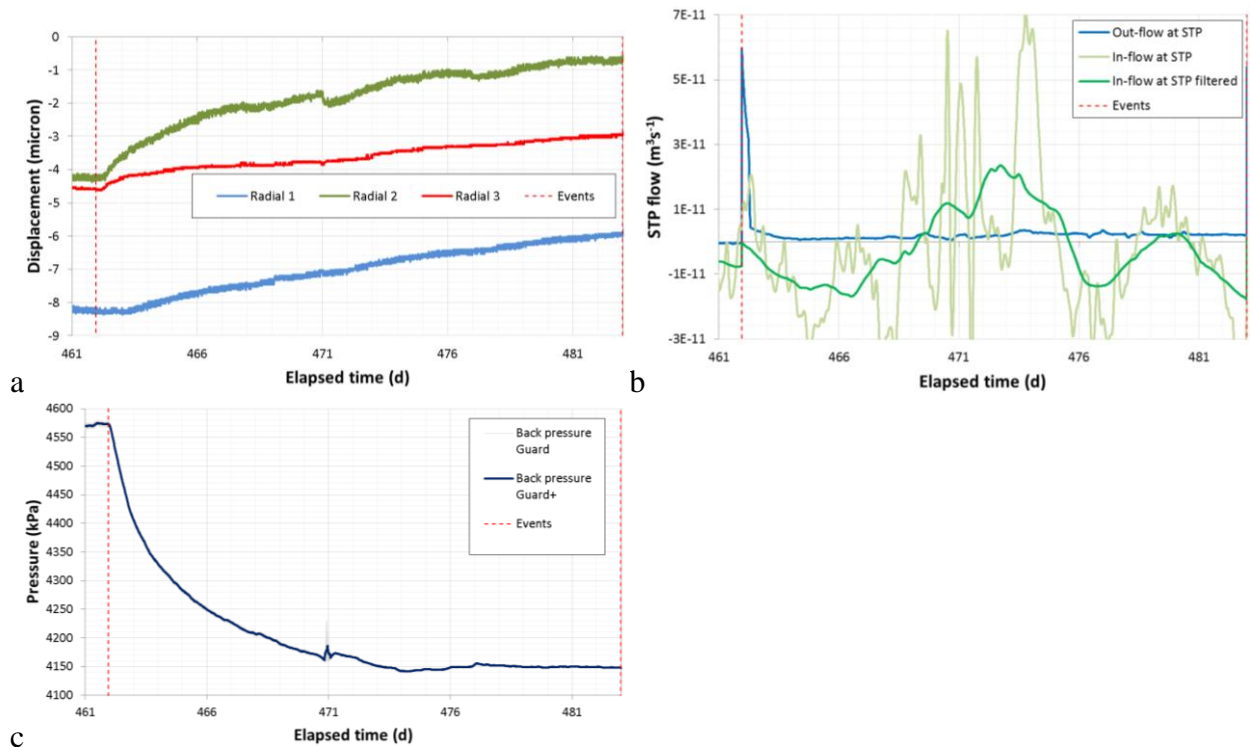 0
-1
-2
-3
-4
-5
-6
-7
-8
-9
Displacement (micron)
Radial 1 Radial 2 Radial 3 Events
461 466 471 476 481
Elapsed time (d)
a
7E-11
5E-11
3E-11
1E-11
-1E-11
-3E-11
STP flow (m³s⁻¹)
Out-flow at STP
In-flow at STP
In-flow at STP filtered
Events
461 466 471 476 481
Elapsed time (d)
b
4600
4550
4500
4450
4400
4350
4300
4250
4200
4150
4100
Pressure (kPa)
Back pressure
Guard
Back pressure
Guard+
Events
461 466 471 476 481
Elapsed time (d)
c